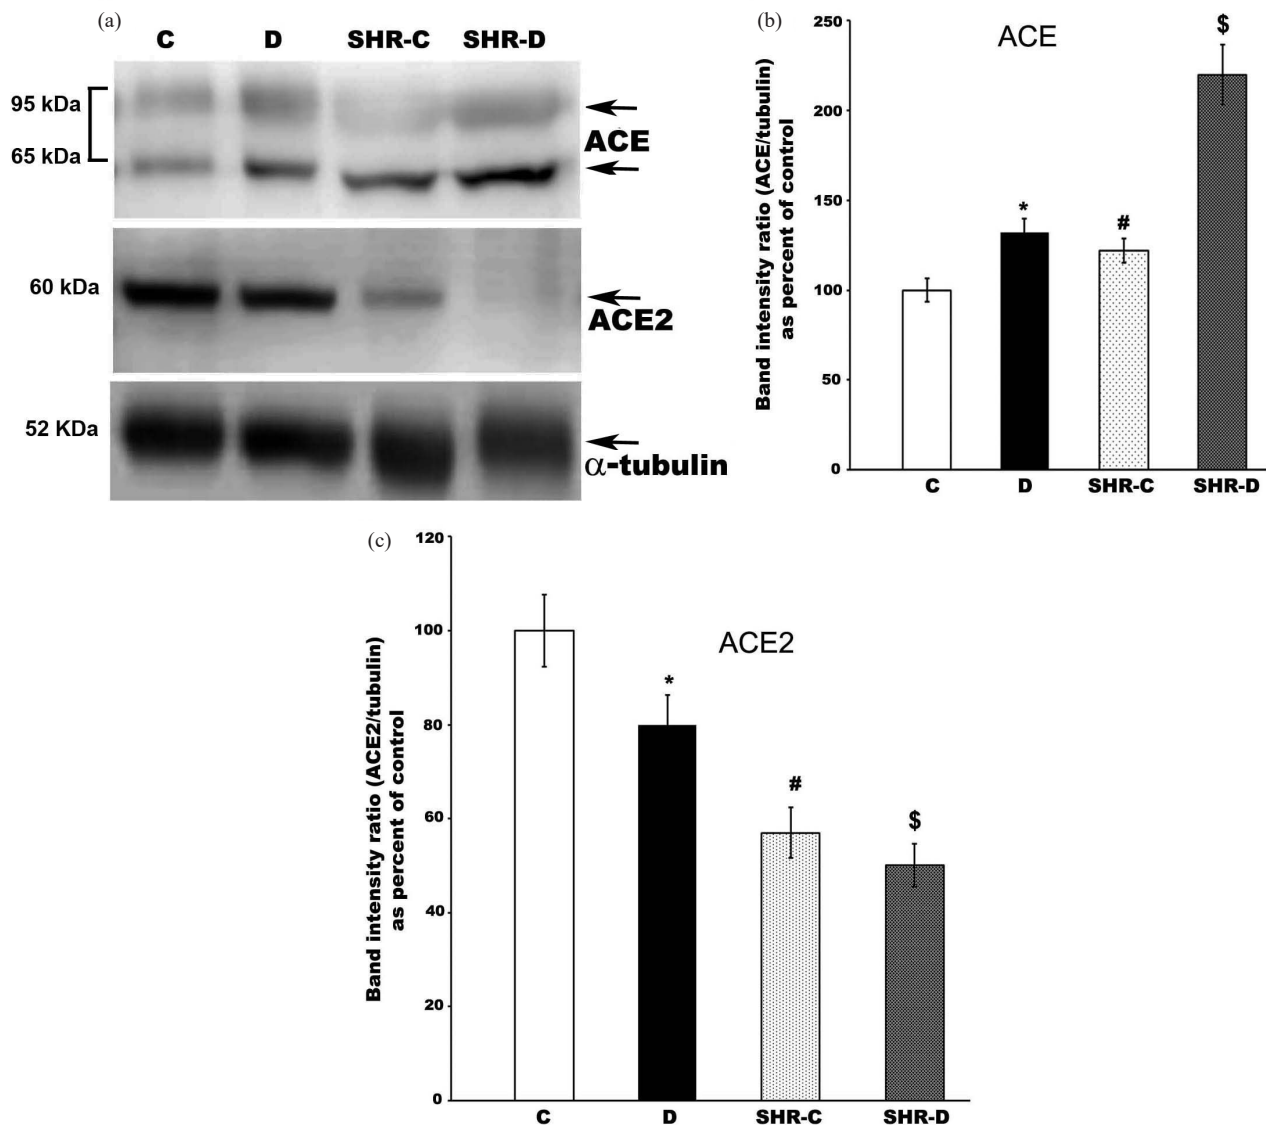 (a)
C D SHR-C SHR-D
95 kDa
65 kDa
ACE
60 kDa
ACE2
52 KDa
α-tubulin
(b)
ACE
Band intensity ratio (ACE/tubulin)
as percent of control
250
200
150
100
50
0
*
#
$
C D SHR-C SHR-D
(c)
ACE2
Band intensity ratio (ACE2/tubulin)
as percent of control
120
100
80
60
40
20
0
*
#
$
C D SHR-C SHR-D